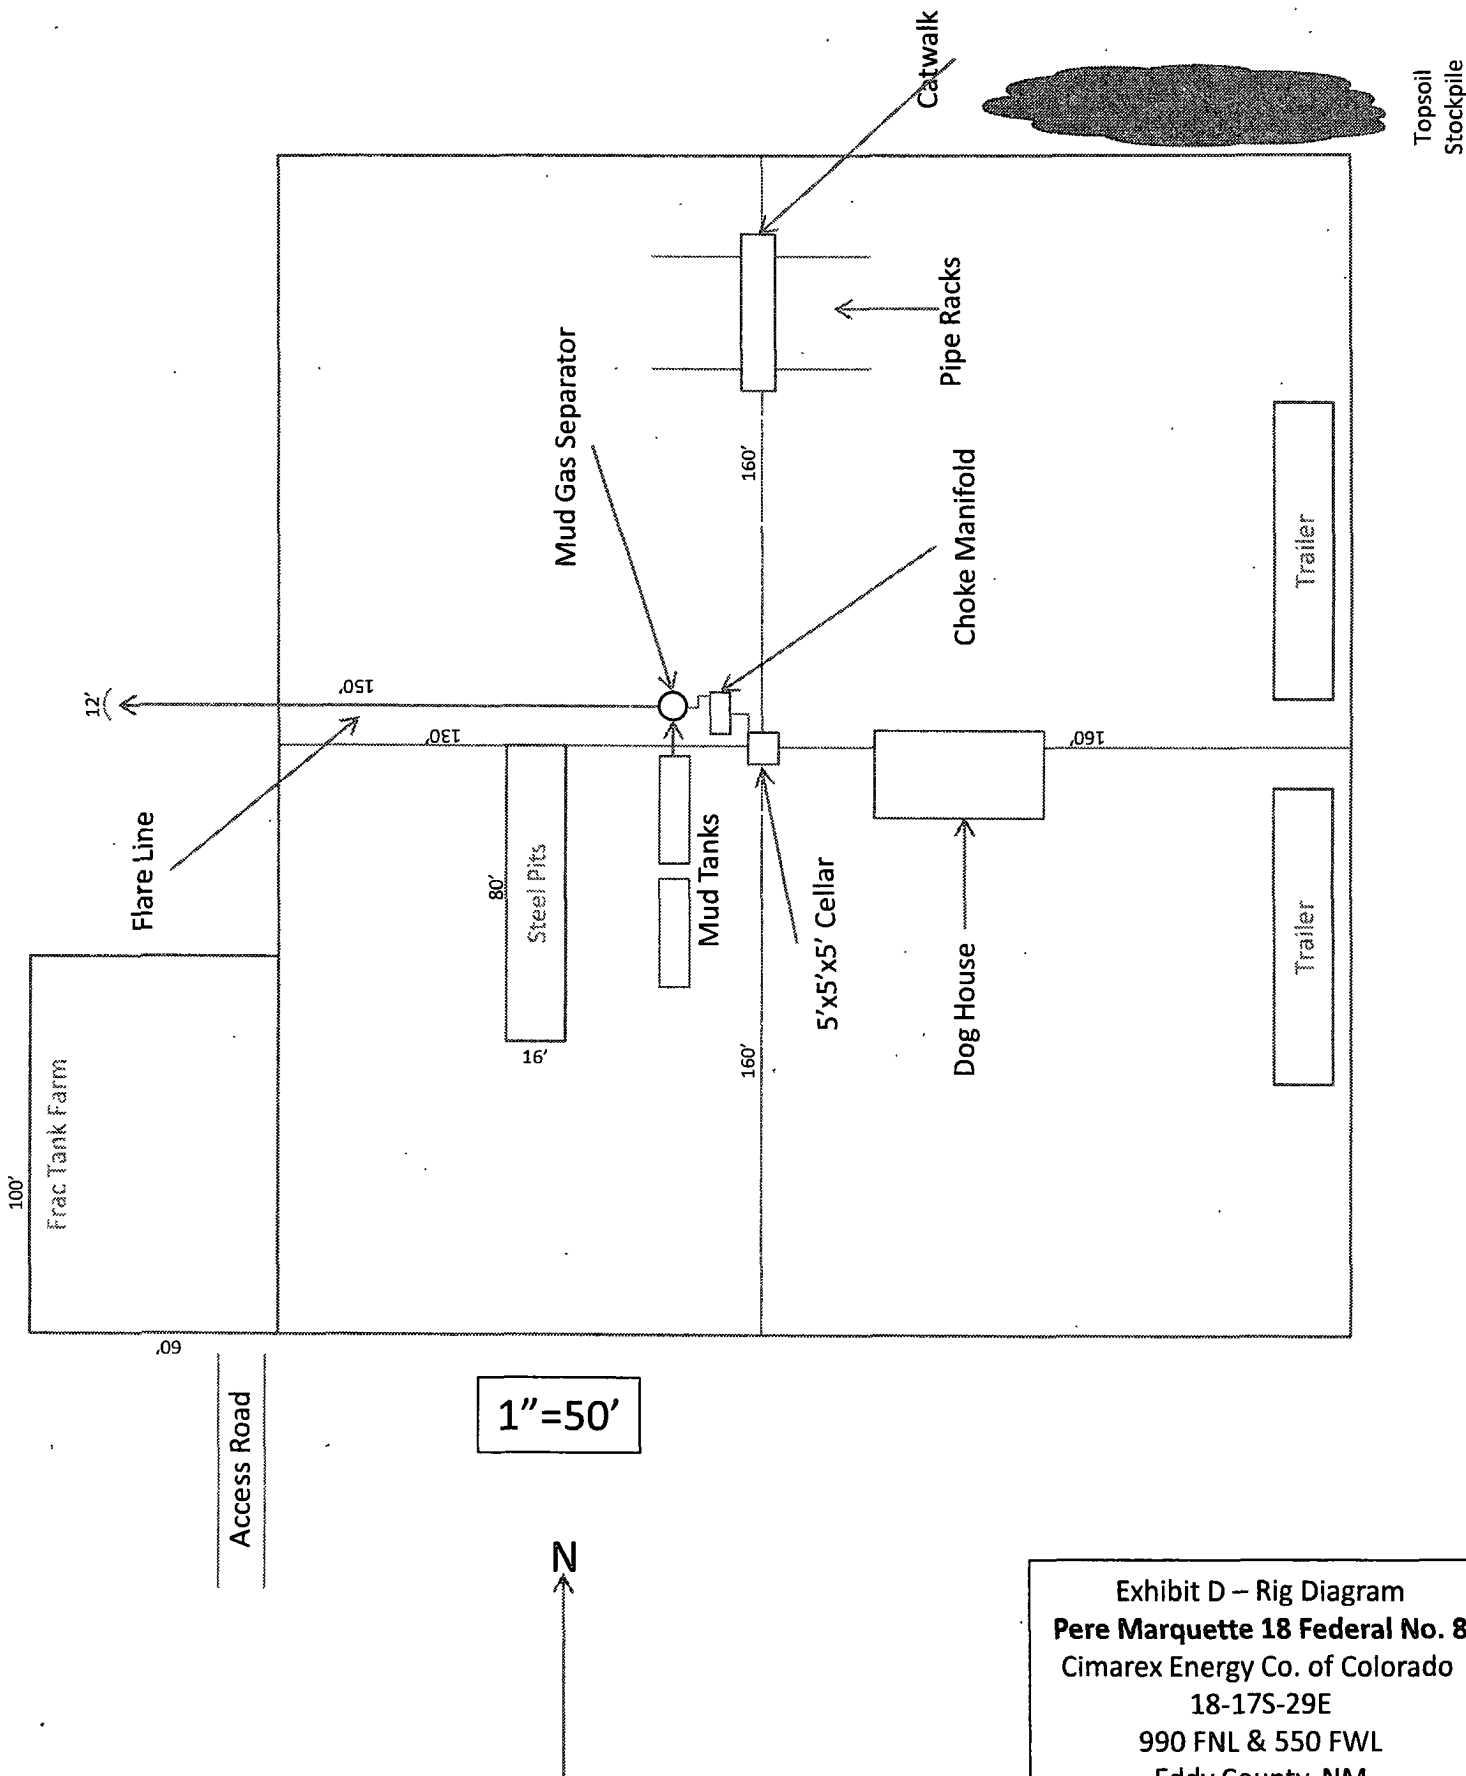 Catwalk
Topsoil
Stockpile
Mud Gas Separator
Pipe Racks
160'
Choke Manifold
Trailer
12'
150'
130'
160'
Flare Line
80'
Steel Pits
16'
Mud Tanks
5'x5'x5' Cellar
Dog House
160'
Trailer
100'
Frac Tank Farm
60'
Access Road
1"=50'
N
Exhibit D – Rig Diagram
Pere Marquette 18 Federal No. 8
Cimarex Energy Co. of Colorado
18-17S-29E
990 FNL & 550 FWL
Eddy County, NM